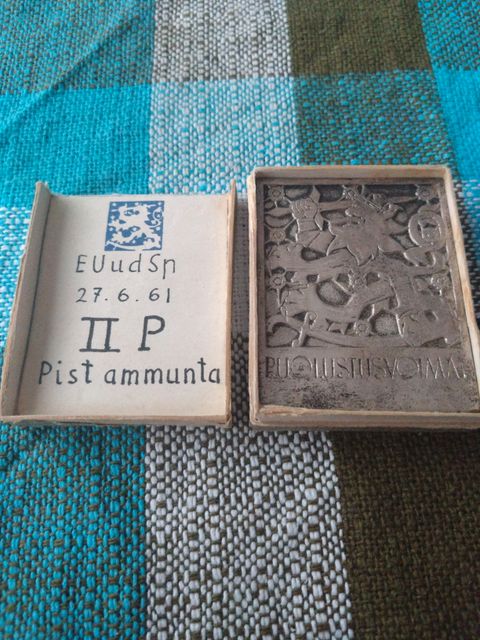 EUudSp
27.6.61
II P
Pist ammunta
PUOLUSTUSVOIMAT